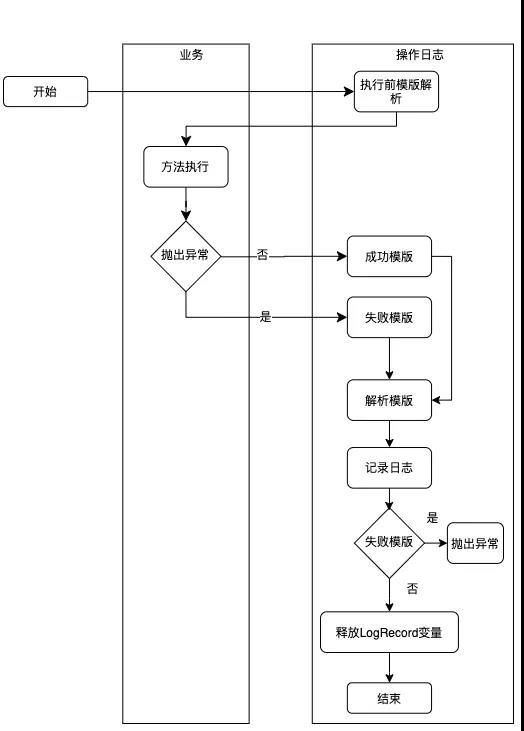 业务
操作日志
开始
执行前模版解
析
方法执行
抛出异常
否
成功模版
是
失败模版
解析模版
记录日志
失败模版
是
抛出异常
否
释放LogRecord变量
结束